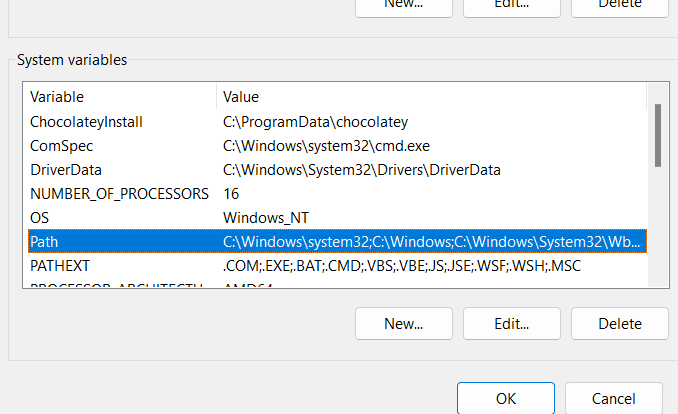 New... Edit... Delete
System variables
Variable Value
ChocolateyInstall C:\ProgramData\chocolatey
ComSpec C:\Windows\system32\cmd.exe
DriverData C:\Windows\System32\Drivers\DriverData
NUMBER_OF_PROCESSORS 16
OS Windows_NT
Path C:\Windows\system32;C:\Windows;C:\Windows\System32\Wb...
PATHEXT .COM;.EXE;.BAT;.CMD;.VBS;.VBE;.JS;.JSE;.WSF;.WSH;.MSC
PROCESSOR_ARCHITECTU... AMD64
New... Edit... Delete
OK Cancel